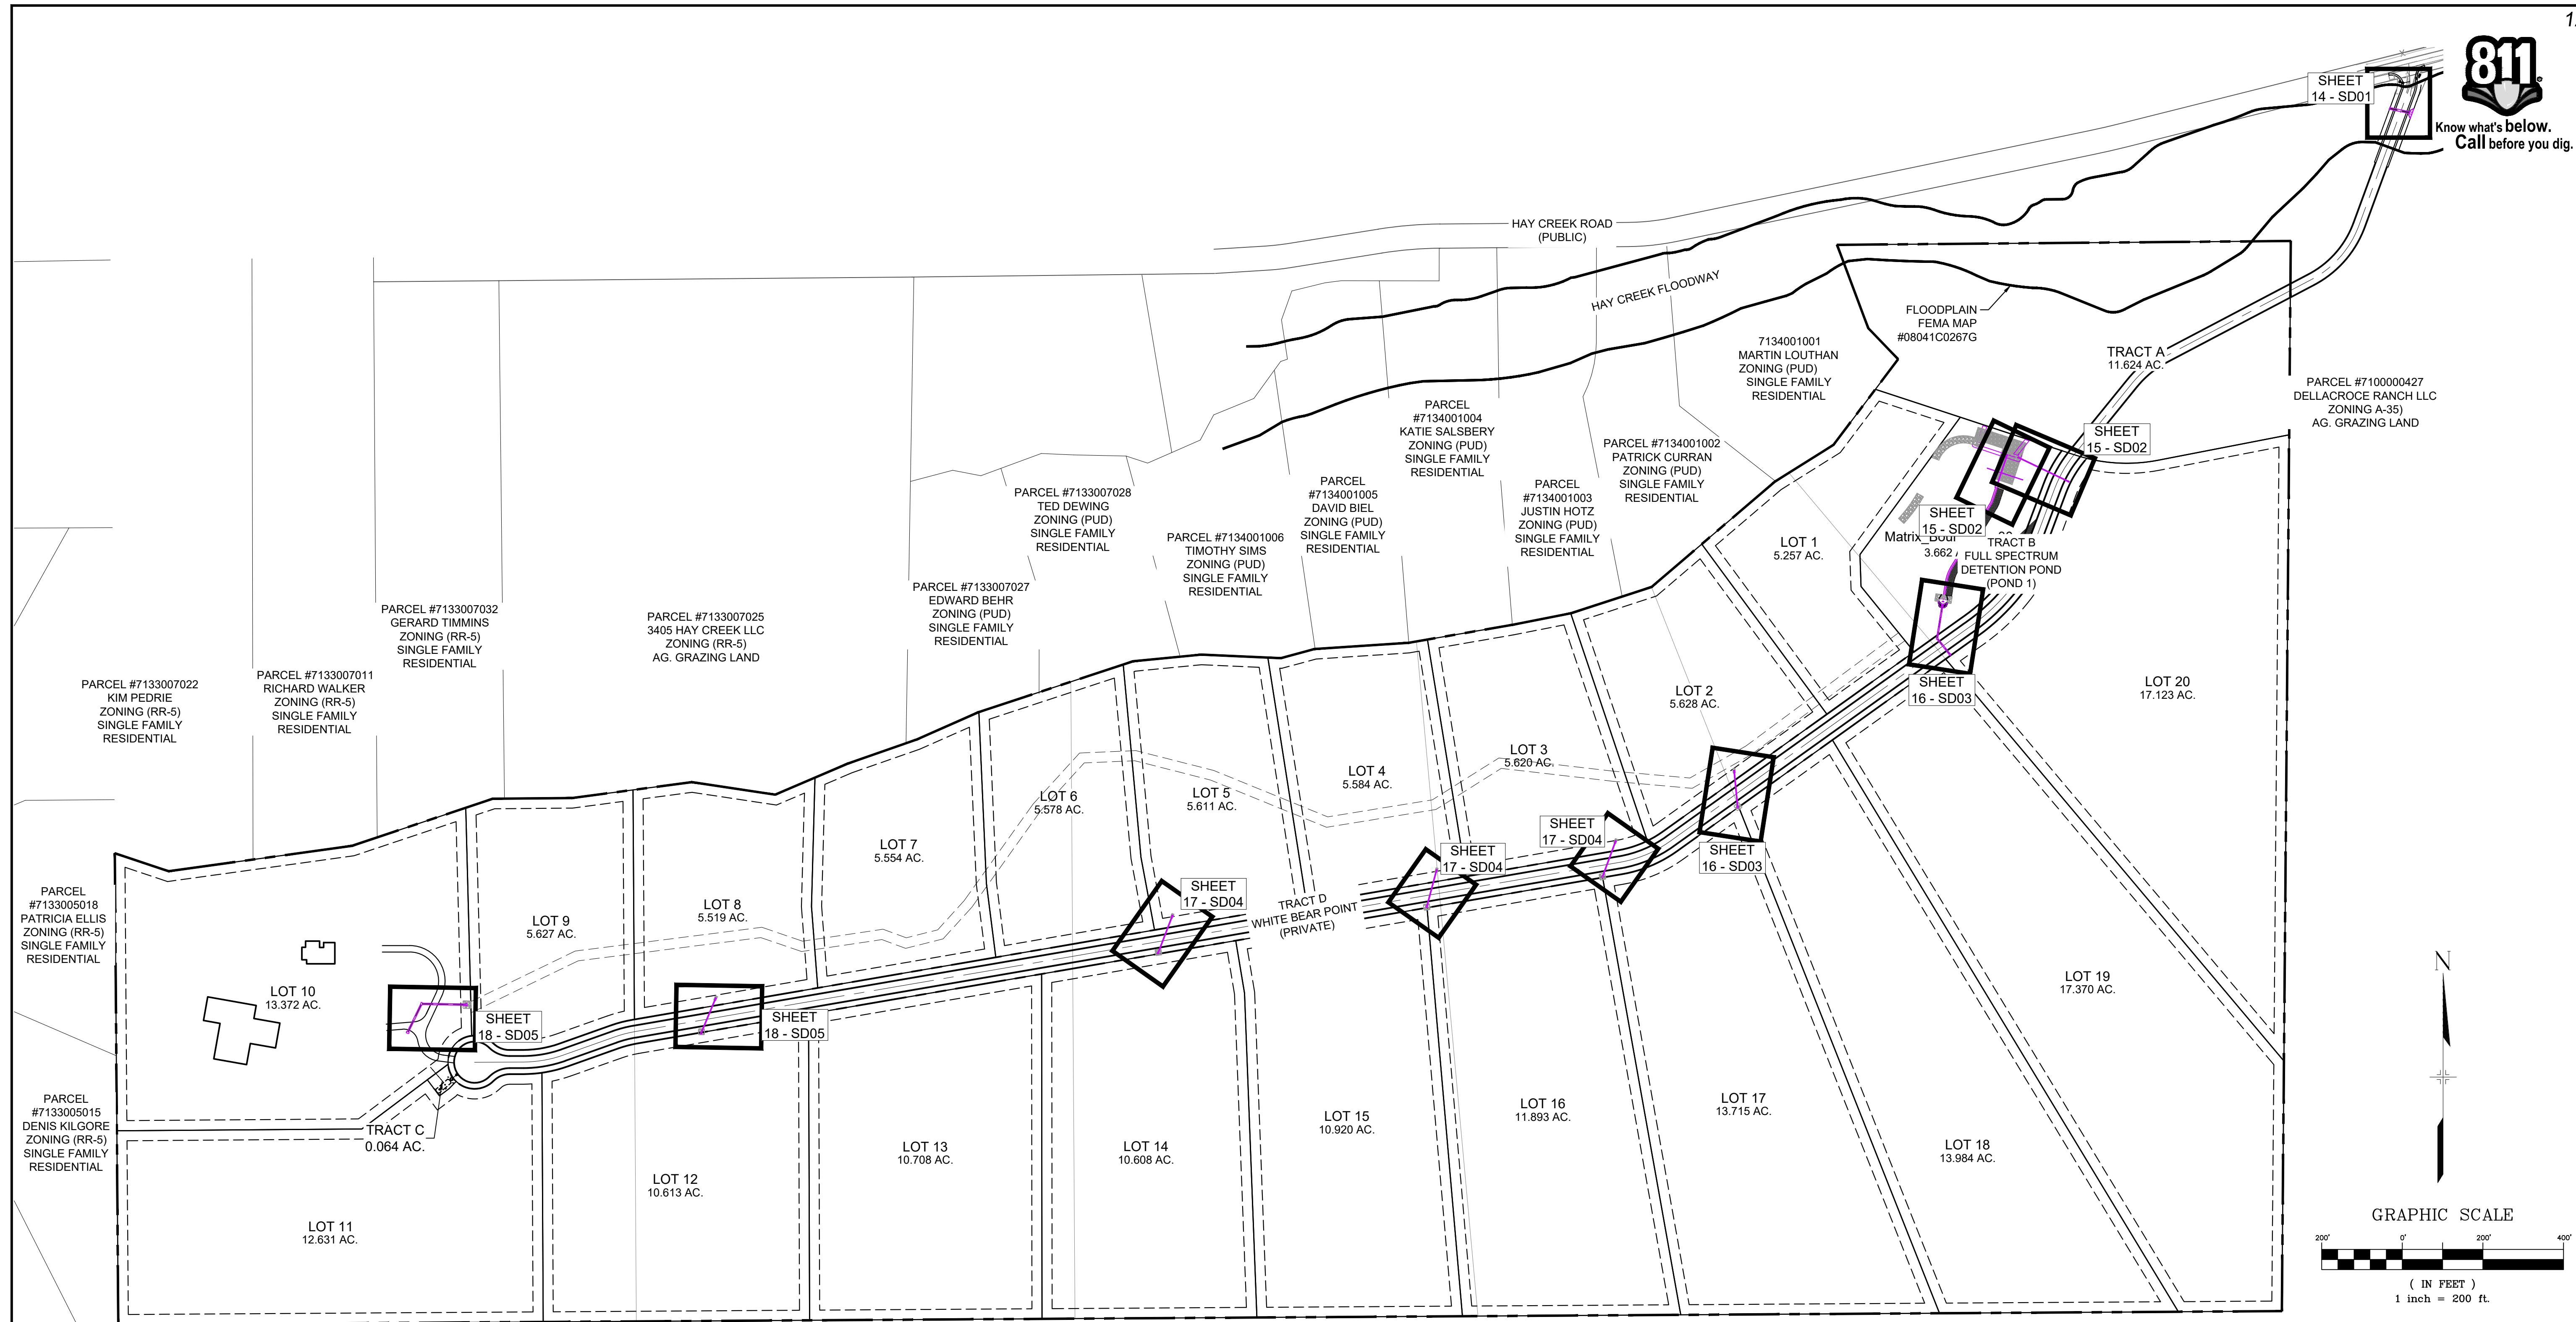 811
Know what's below.
Call before you dig.
SHEET
14 - SD01
HAY CREEK ROAD
(PUBLIC)
HAY CREEK FLOODWAY
FLOODPLAIN
FEMA MAP
#08041C0267G
TRACT A
11.624 AC.
PARCEL #7100000427
DELLACROCE RANCH LLC
ZONING A-35)
AG. GRAZING LAND
7134001001
MARTIN LOUTHAN
ZONING (PUD)
SINGLE FAMILY
RESIDENTIAL
PARCEL
#7134001004
KATIE SALSBERY
ZONING (PUD)
SINGLE FAMILY
RESIDENTIAL
PARCEL #7134001002
PATRICK CURRAN
ZONING (PUD)
SINGLE FAMILY
RESIDENTIAL
SHEET
15 - SD02
PARCEL
#7134001005
DAVID BIEL
ZONING (PUD)
SINGLE FAMILY
RESIDENTIAL
PARCEL
#7134001003
JUSTIN HOTZ
ZONING (PUD)
SINGLE FAMILY
RESIDENTIAL
PARCEL #7133007028
TED DEWING
ZONING (PUD)
SINGLE FAMILY
RESIDENTIAL
PARCEL #7134001006
TIMOTHY SIMS
ZONING (PUD)
SINGLE FAMILY
RESIDENTIAL
SHEET
15 - SD02
3.662
TRACT B
FULL SPECTRUM
DETENTION POND
(POND 1)
LOT 1
5.257 AC.
PARCEL #7133007027
EDWARD BEHR
ZONING (PUD)
SINGLE FAMILY
RESIDENTIAL
PARCEL #7133007032
GERARD TIMMINS
ZONING (RR-5)
SINGLE FAMILY
RESIDENTIAL
PARCEL #7133007025
3405 HAY CREEK LLC
ZONING (RR-5)
AG. GRAZING LAND
PARCEL #7133007011
RICHARD WALKER
ZONING (RR-5)
SINGLE FAMILY
RESIDENTIAL
PARCEL #7133007022
KIM PEDRIE
ZONING (RR-5)
SINGLE FAMILY
RESIDENTIAL
SHEET
16 - SD03
LOT 20
17.123 AC.
LOT 2
5.628 AC.
LOT 3
5.620 AC.
LOT 4
5.584 AC.
LOT 5
5.611 AC.
LOT 6
5.578 AC.
LOT 7
5.554 AC.
LOT 8
5.519 AC.
LOT 9
5.627 AC.
SHEET
17 - SD04
SHEET
17 - SD04
SHEET
16 - SD03
SHEET
17 - SD04
TRACT D
WHITE BEAR POINT
(PRIVATE)
PARCEL
#7133005018
PATRICIA ELLIS
ZONING (RR-5)
SINGLE FAMILY
RESIDENTIAL
LOT 10
13.372 AC.
SHEET
18 - SD05
SHEET
18 - SD05
LOT 19
17.370 AC.
N
PARCEL
#7133005015
DENIS KILGORE
ZONING (RR-5)
SINGLE FAMILY
RESIDENTIAL
TRACT C
0.064 AC.
LOT 11
12.631 AC.
LOT 12
10.613 AC.
LOT 13
10.708 AC.
LOT 14
10.608 AC.
LOT 15
10.920 AC.
LOT 16
11.893 AC.
LOT 17
13.715 AC.
LOT 18
13.984 AC.
GRAPHIC SCALE
200' 0' 200' 400'
( IN FEET )
1 inch = 200 ft.